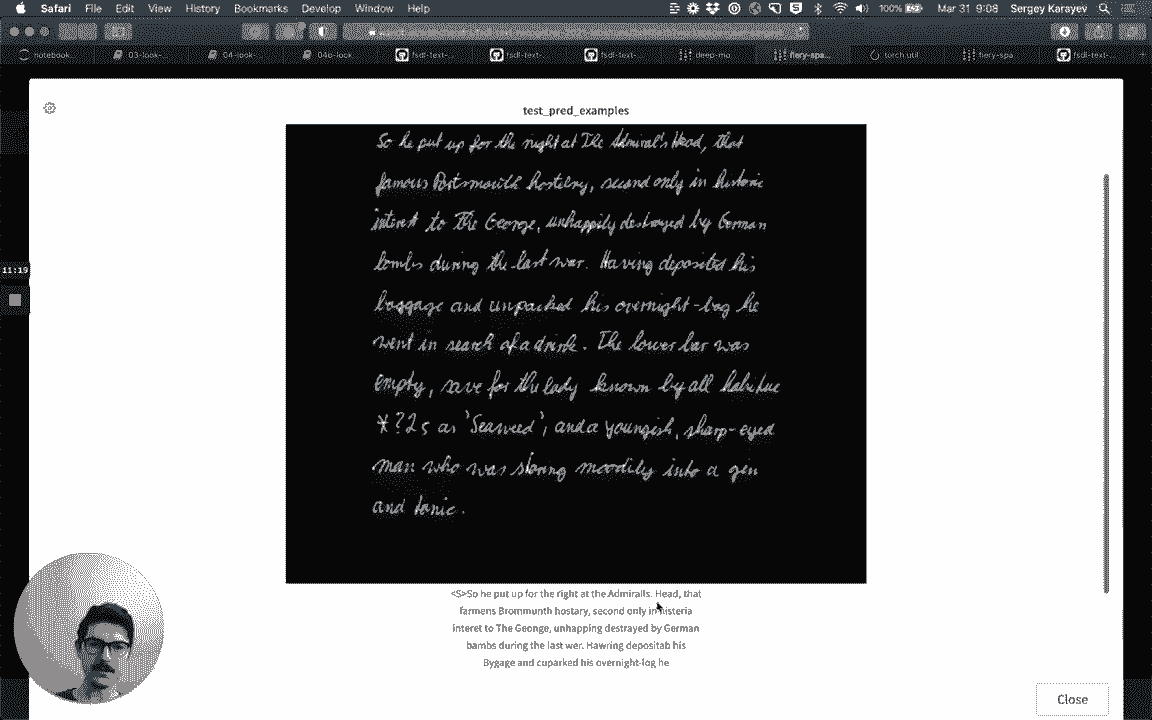 Safari File Edit View History Bookmarks Develop Window Help 100% Mar 31 9:08 Sergey Karayev
notebook... 03-look-... 04-look-... 04b-look fsdl-text-... fsdl-text-... fsdl-text-... deep-mo fiery-spa... torch.util fiery-spa fsdl-text-...
test_pred_examples
So he put up for the night at The Admiral's Head, that
famous Portsmouth hostelry, second only in historic
interest to The George, unhappily destroyed by German
bombs during the last war. Having deposited his
baggage and unpacked his overnight-bag he
went in search of a drink. The lower bar was
empty, save for the lady known by all habitue
*?2s as 'Seaweed', and a youngish, sharp-eyed
man who was staring moodily into a gin
and tonic.
11:19
<S>So he put up for the right at the Admiralls. Head, that
farmens Brommunth hostary, second only in histeria
interet to The Geonge, unhapping destrayed by German
bambs during the last wer. Hawring depositab his
Bygage and cuparked his overnight-log he
Close